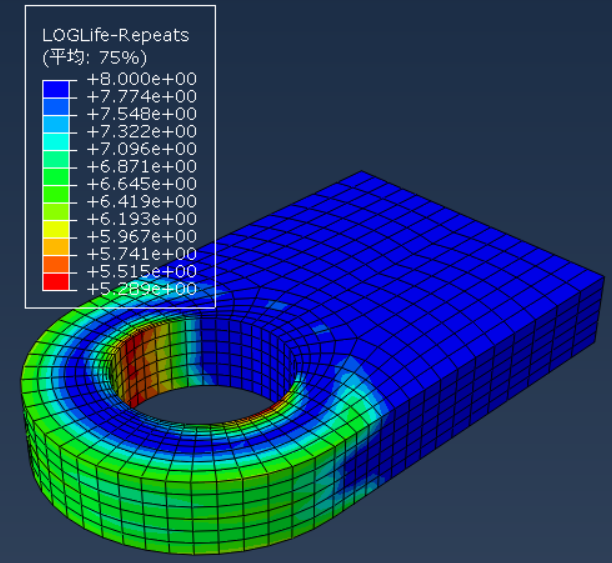 LOGLife-Repeats
(平均: 75%)
+8.000e+00
+7.774e+00
+7.548e+00
+7.322e+00
+7.096e+00
+6.871e+00
+6.645e+00
+6.419e+00
+6.193e+00
+5.967e+00
+5.741e+00
+5.515e+00
+5.289e+00